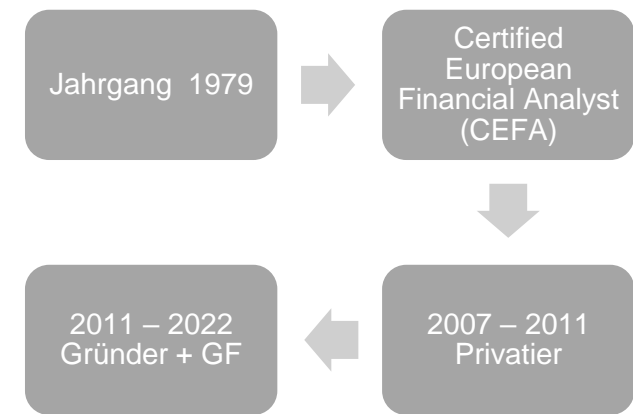 Jahrgang 1979
Certified
European
Financial Analyst
(CEFA)
2007 – 2011
Privatier
2011 – 2022
Gründer + GF